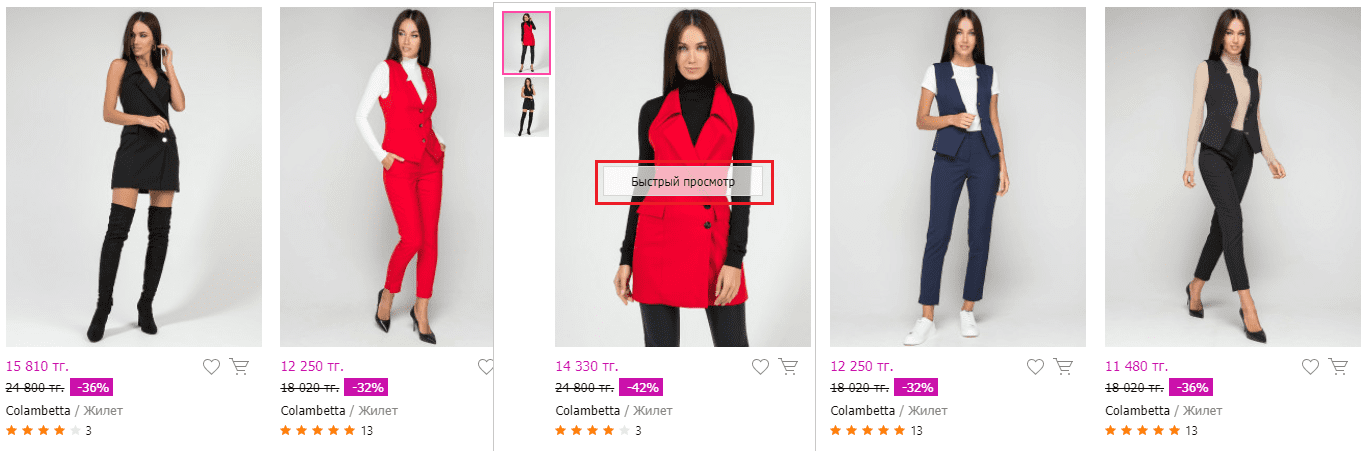 Быстрый просмотр
15 810 тг.
24 800 тг. -36%
Colambetta / Жилет
3
12 250 тг.
18 020 тг. -32%
Colambetta / Жилет
13
14 330 тг.
24 800 тг. -42%
Colambetta / Жилет
3
12 250 тг.
18 020 тг. -32%
Colambetta / Жилет
13
11 480 тг.
18 020 тг. -36%
Colambetta / Жилет
13